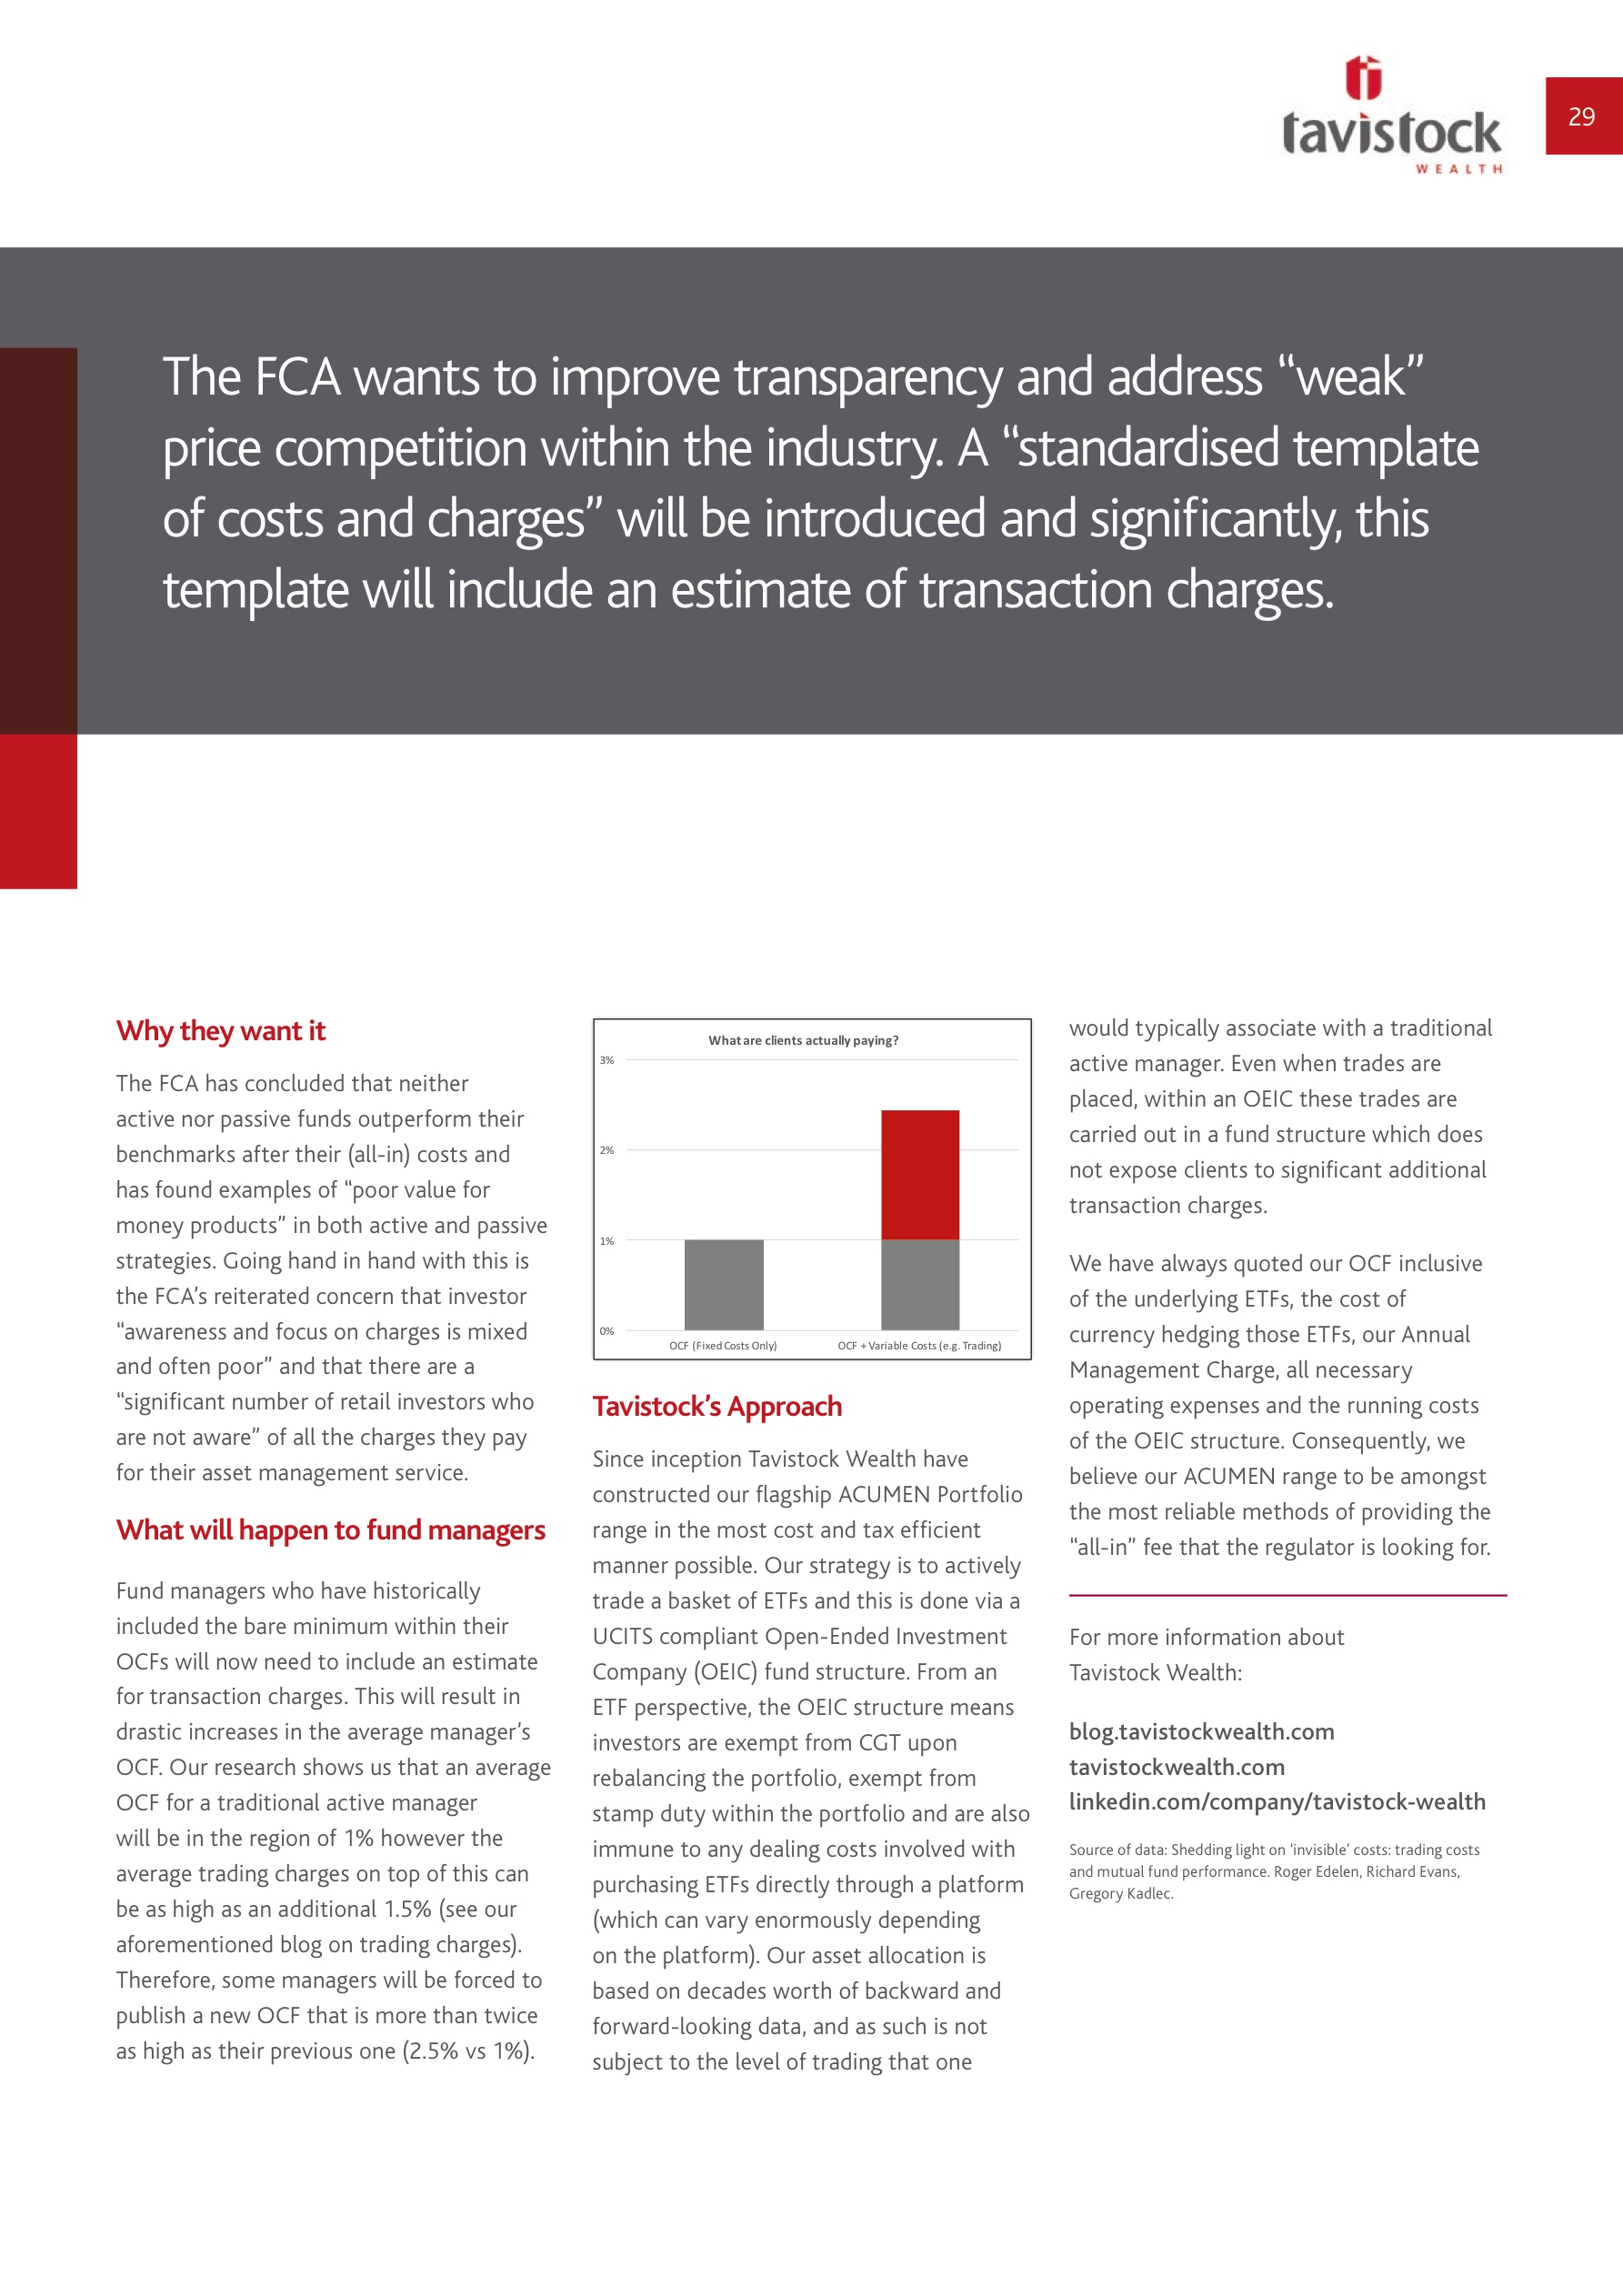 tavistock
WEALTH
29
The FCA wants to improve transparency and address “weak”
price competition within the industry. A “standardised template
of costs and charges” will be introduced and significantly, this
template will include an estimate of transaction charges.
Why they want it
The FCA has concluded that neither
active nor passive funds outperform their
benchmarks after their (all-in) costs and
has found examples of “poor value for
money products” in both active and passive
strategies. Going hand in hand with this is
the FCA’s reiterated concern that investor
“awareness and focus on charges is mixed
and often poor” and that there are a
“significant number of retail investors who
are not aware” of all the charges they pay
for their asset management service.
What will happen to fund managers
Fund managers who have historically
included the bare minimum within their
OCFs will now need to include an estimate
for transaction charges. This will result in
drastic increases in the average manager’s
OCF. Our research shows us that an average
OCF for a traditional active manager
will be in the region of 1% however the
average trading charges on top of this can
be as high as an additional 1.5% (see our
aforementioned blog on trading charges).
Therefore, some managers will be forced to
publish a new OCF that is more than twice
as high as their previous one (2.5% vs 1%).
What are clients actually paying?
3%
2%
1%
0%
OCF (Fixed Costs Only)
OCF + Variable Costs (e.g. Trading)
Tavistock’s Approach
Since inception Tavistock Wealth have
constructed our flagship ACUMEN Portfolio
range in the most cost and tax efficient
manner possible. Our strategy is to actively
trade a basket of ETFs and this is done via a
UCITS compliant Open-Ended Investment
Company (OEIC) fund structure. From an
ETF perspective, the OEIC structure means
investors are exempt from CGT upon
rebalancing the portfolio, exempt from
stamp duty within the portfolio and are also
immune to any dealing costs involved with
purchasing ETFs directly through a platform
(which can vary enormously depending
on the platform). Our asset allocation is
based on decades worth of backward and
forward-looking data, and as such is not
subject to the level of trading that one
would typically associate with a traditional
active manager. Even when trades are
placed, within an OEIC these trades are
carried out in a fund structure which does
not expose clients to significant additional
transaction charges.
We have always quoted our OCF inclusive
of the underlying ETFs, the cost of
currency hedging those ETFs, our Annual
Management Charge, all necessary
operating expenses and the running costs
of the OEIC structure. Consequently, we
believe our ACUMEN range to be amongst
the most reliable methods of providing the
“all-in” fee that the regulator is looking for.
For more information about
Tavistock Wealth:
blog.tavistockwealth.com
tavistockwealth.com
linkedin.com/company/tavistock-wealth
Source of data: Shedding light on ‘invisible’ costs: trading costs
and mutual fund performance. Roger Edelen, Richard Evans,
Gregory Kadlec.